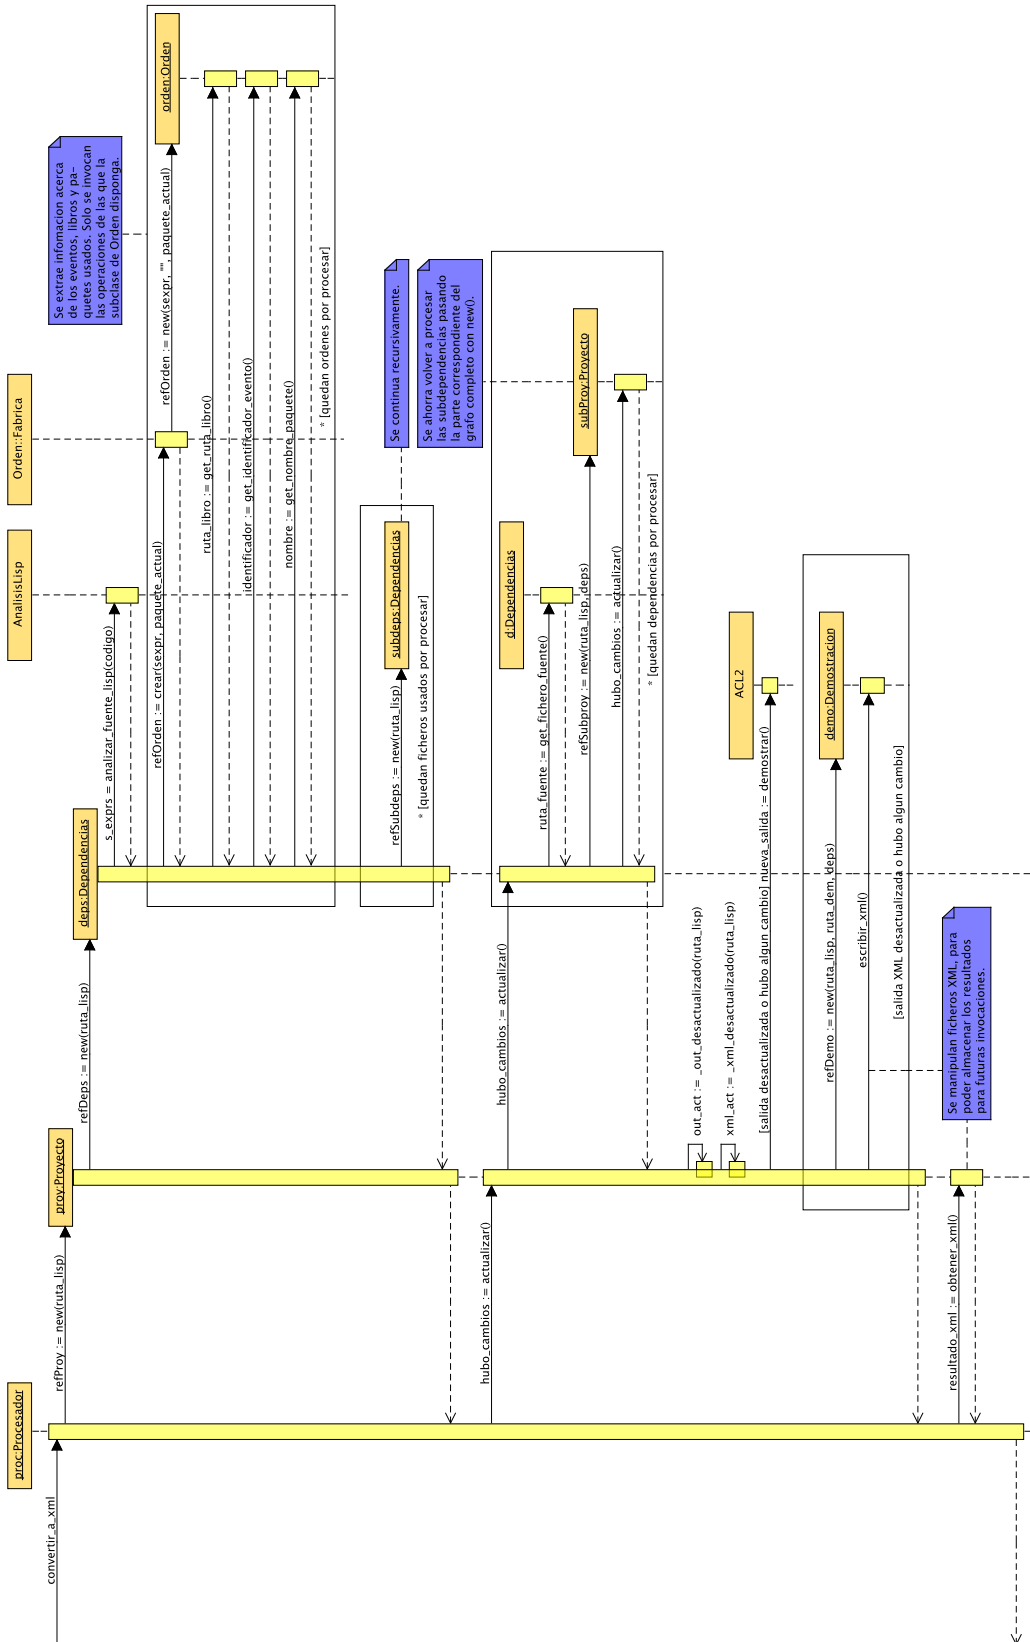 convertir_a_xml
proc:Procesador
refProy := new(ruta_lisp)
proy:Proyecto
refDeps := new(ruta_lisp)
deps:Dependencias
s_exprs = analizar_fuente_lisp(codigo)
AnalisisLisp
Orden::Fabrica
Se extrae infomacion acerca
de los eventos, libros y pa-
quetes usados. Solo se invocan
las operaciones de las que la
subclase de Orden disponga.
refOrden := crear(sexpr, paquete_actual)
refOrden := new(sexpr, "", paquete_actual)
orden:Orden
ruta_libro := get_ruta_libro()
identificador := get_identificador_evento()
nombre := get_nombre_paquete()
* [quedan ordenes por procesar]
refSubdeps := new(ruta_lisp)
subdeps:Dependencias
Se continua recursivamente.
* [quedan ficheros usados por procesar]
Se ahorra volver a procesar
las subdependencias pasando
la parte correspondiente del
grafo completo con new().
hubo_cambios := actualizar()
hubo_cambios := actualizar()
d:Dependencias
ruta_fuente := get_fichero_fuente()
refSubproy := new(ruta_lisp, deps)
subProy:Proyecto
hubo_cambios := actualizar()
* [quedan dependencias por procesar]
out_act := _out_desactualizado(ruta_lisp)
xml_act := _xml_desactualizado(ruta_lisp)
ACL2
[salida desactualizada o hubo algun cambio] nueva_salida := demostrar()
refDemo := new(ruta_lisp, ruta_dem, deps)
demo:Demostracion
escribir_xml()
[salida XML desactualizada o hubo algun cambio]
Se manipulan ficheros XML, para
poder almacenar los resultados
para futuras invocaciones.
resultado_xml := obtener_xml()